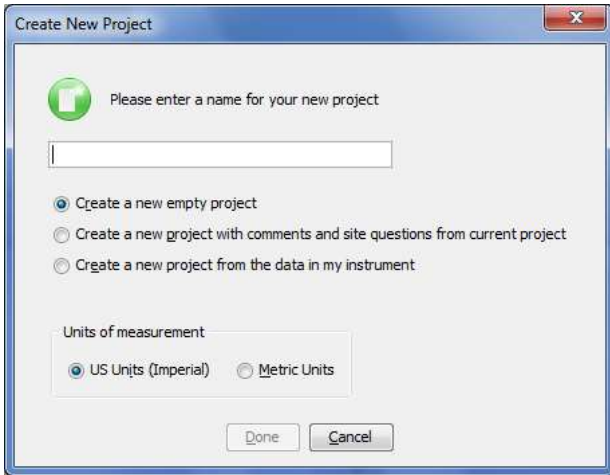 Create New Project
Please enter a name for your new project
Create a new empty project
Create a new project with comments and site questions from current project
Create a new project from the data in my instrument
Units of measurement
US Units (Imperial) Metric Units
Done Cancel